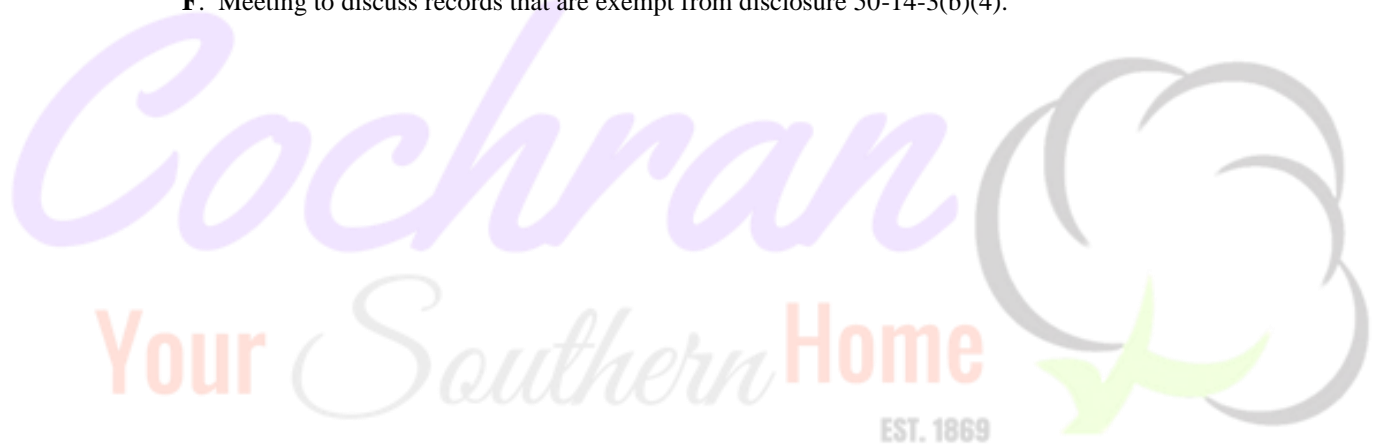 F. Meeting to discuss records that are exempt from disclosure 50-14-3(b)(4).
Cochran
Your Southern Home
EST. 1869